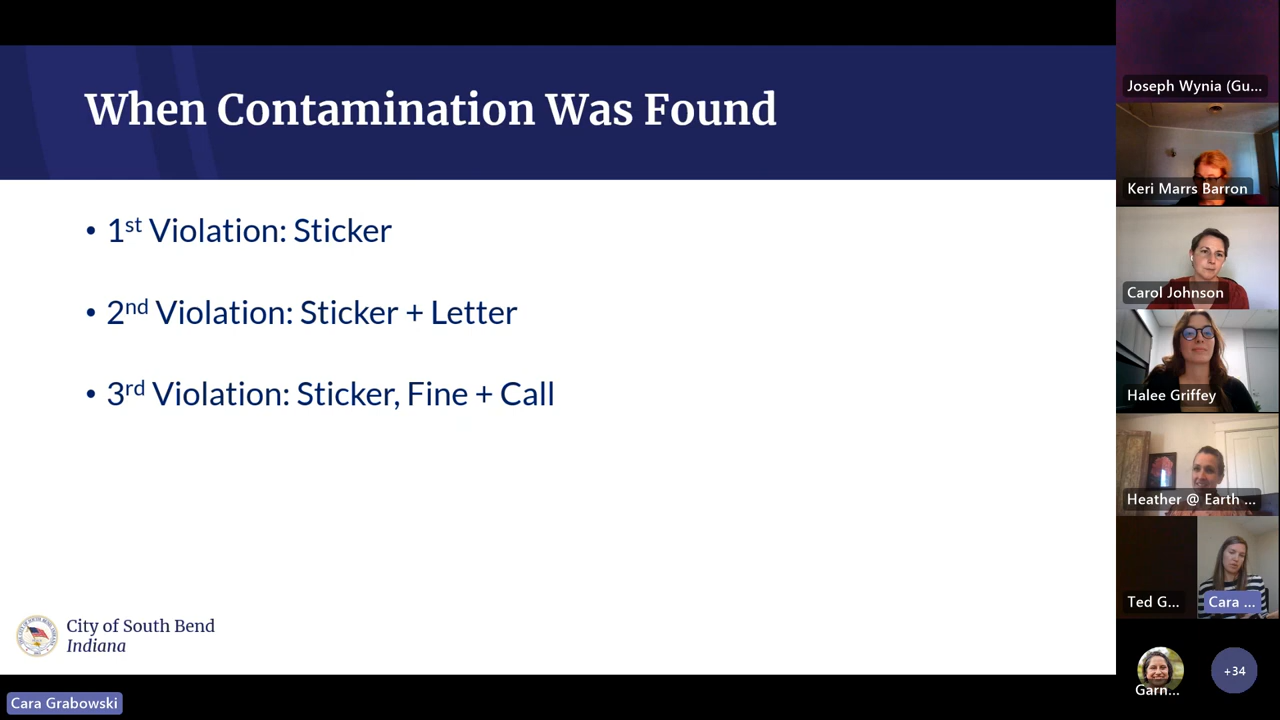 When Contamination Was Found
• 1st Violation: Sticker
• 2nd Violation: Sticker + Letter
• 3rd Violation: Sticker, Fine + Call
City of South Bend
Indiana
Cara Grabowski
Joseph Wynia (Gu...
Keri Marrs Barron
Carol Johnson
Halee Griffey
Heather @ Earth ...
Ted G...
Cara ...
Garn...
+34